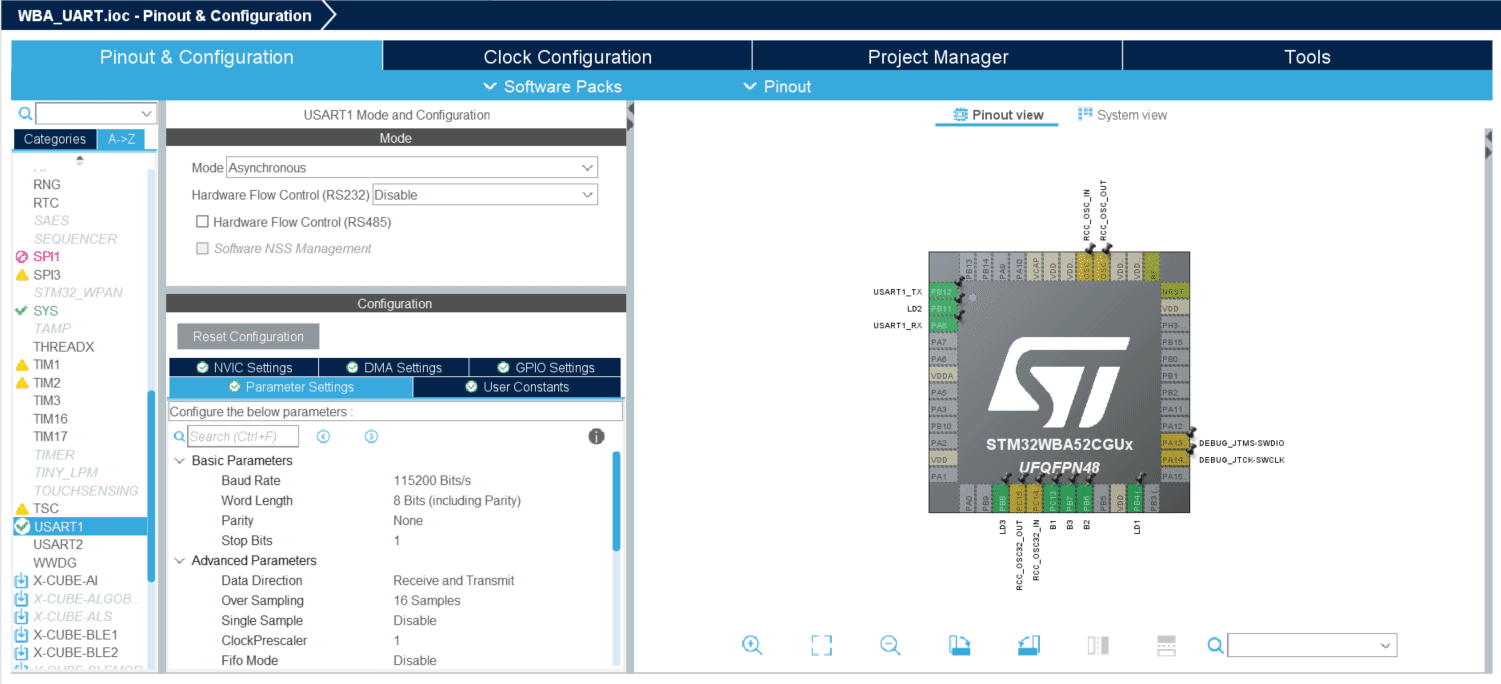 WBA_UART.ioc - Pinout & Configuration
Pinout & Configuration
Clock Configuration
Project Manager
Tools
Software Packs
Pinout
Categories
A->Z
RNG
RTC
SAES
SEQUENCER
SPI1
SPI3
STM32_WPAN
SYS
TAMP
THREADX
TIM1
TIM2
TIM3
TIM16
TIM17
TIMER
TINY_LPM
TOUCHSENSING
TSC
USART1
USART2
WWDG
X-CUBE-AI
X-CUBE-ALGOB...
X-CUBE-ALS
X-CUBE-BLE1
X-CUBE-BLE2
USART1 Mode and Configuration
Mode
Mode Asynchronous
Hardware Flow Control (RS232) Disable
Hardware Flow Control (RS485)
Software NSS Management
Configuration
Reset Configuration
NVIC Settings
DMA Settings
GPIO Settings
Parameter Settings
User Constants
Configure the below parameters :
Search (Ctrl+F)
Basic Parameters
Baud Rate 115200 Bits/s
Word Length 8 Bits (including Parity)
Parity None
Stop Bits 1
Advanced Parameters
Data Direction Receive and Transmit
Over Sampling 16 Samples
Single Sample Disable
ClockPrescaler 1
Fifo Mode Disable
Pinout view
System view
RCC_OSC_IN
RCC_OSC_OUT
PB13
PB14
PA9
PA10
VCAP
VDD
VDD..
OSC..
OSC..
VDD..
VDD..
RF
USART1_TX
LD2
USART1_RX
PB12
PB11
PA8
PA7
PA6
VDDA
PA5
PA3
PB10
PA2
VDD
PA1
NRST
VDD
PH3-..
PB15
PB0
PB1
PB2
PA11
PA12
PA13..
PA14..
PA15..
DEBUG_JTMS-SWDIO
DEBUG_JTCK-SWCLK
ST
STM32WBA52CGUx
UFQFPN48
PA0
PB9
PB8
PC15..
PC14..
PC13
PB7
PB6
PB5
VDD
PB4(..
PB3 (..
LD3
RCC_OSC32_OUT
RCC_OSC32_IN
B1
B3
B2
LD1